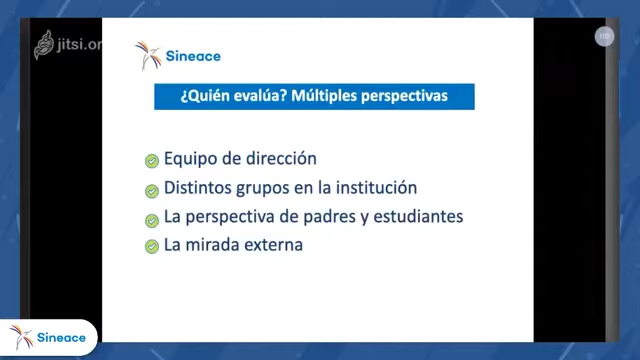 jitsi.or
HD
Sineace
¿Quién evalúa? Múltiples perspectivas
Equipo de dirección
Distintos grupos en la institución
La perspectiva de padres y estudiantes
La mirada externa
Sineace